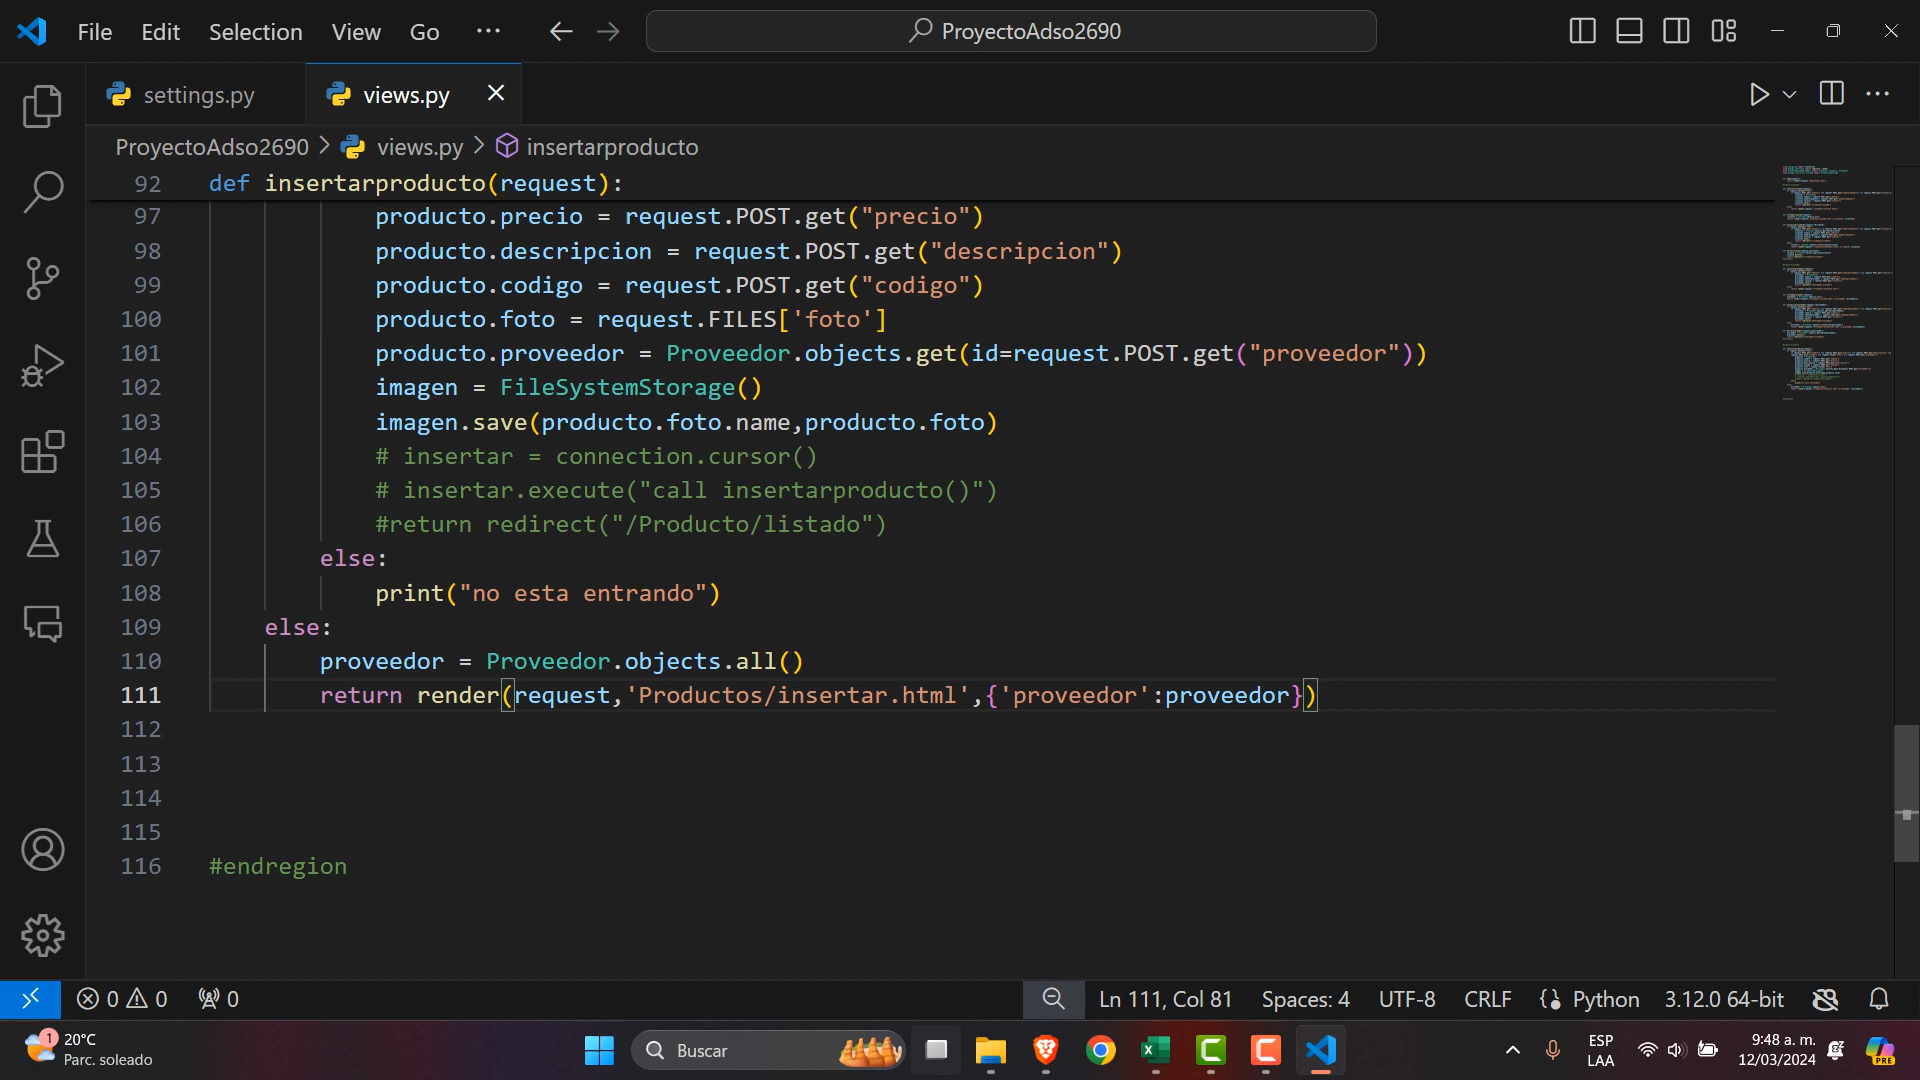 File Edit Selection View Go ··· ProyectoAdso2690
settings.py views.py
ProyectoAdso2690 > views.py > insertarproducto
92 def insertarproducto(request):
97 producto.precio = request.POST.get("precio")
98 producto.descripcion = request.POST.get("descripcion")
99 producto.codigo = request.POST.get("codigo")
100 producto.foto = request.FILES['foto']
101 producto.proveedor = Proveedor.objects.get(id=request.POST.get("proveedor"))
102 imagen = FileSystemStorage()
103 imagen.save(producto.foto.name,producto.foto)
104 # insertar = connection.cursor()
105 # insertar.execute("call insertarproducto()")
106 #return redirect("/Producto/listado")
107 else:
108 print("no esta entrando")
109 else:
110 proveedor = Proveedor.objects.all()
111 return render(request,'Productos/insertar.html',{'proveedor':proveedor})
112
113
114
115
116 #endregion
0 0 0 Ln 111, Col 81 Spaces: 4 UTF-8 CRLF Python 3.12.0 64-bit
1 20°C Buscar ESP 9:48 a. m.
Parc. soleado LAA 12/03/2024 PRE